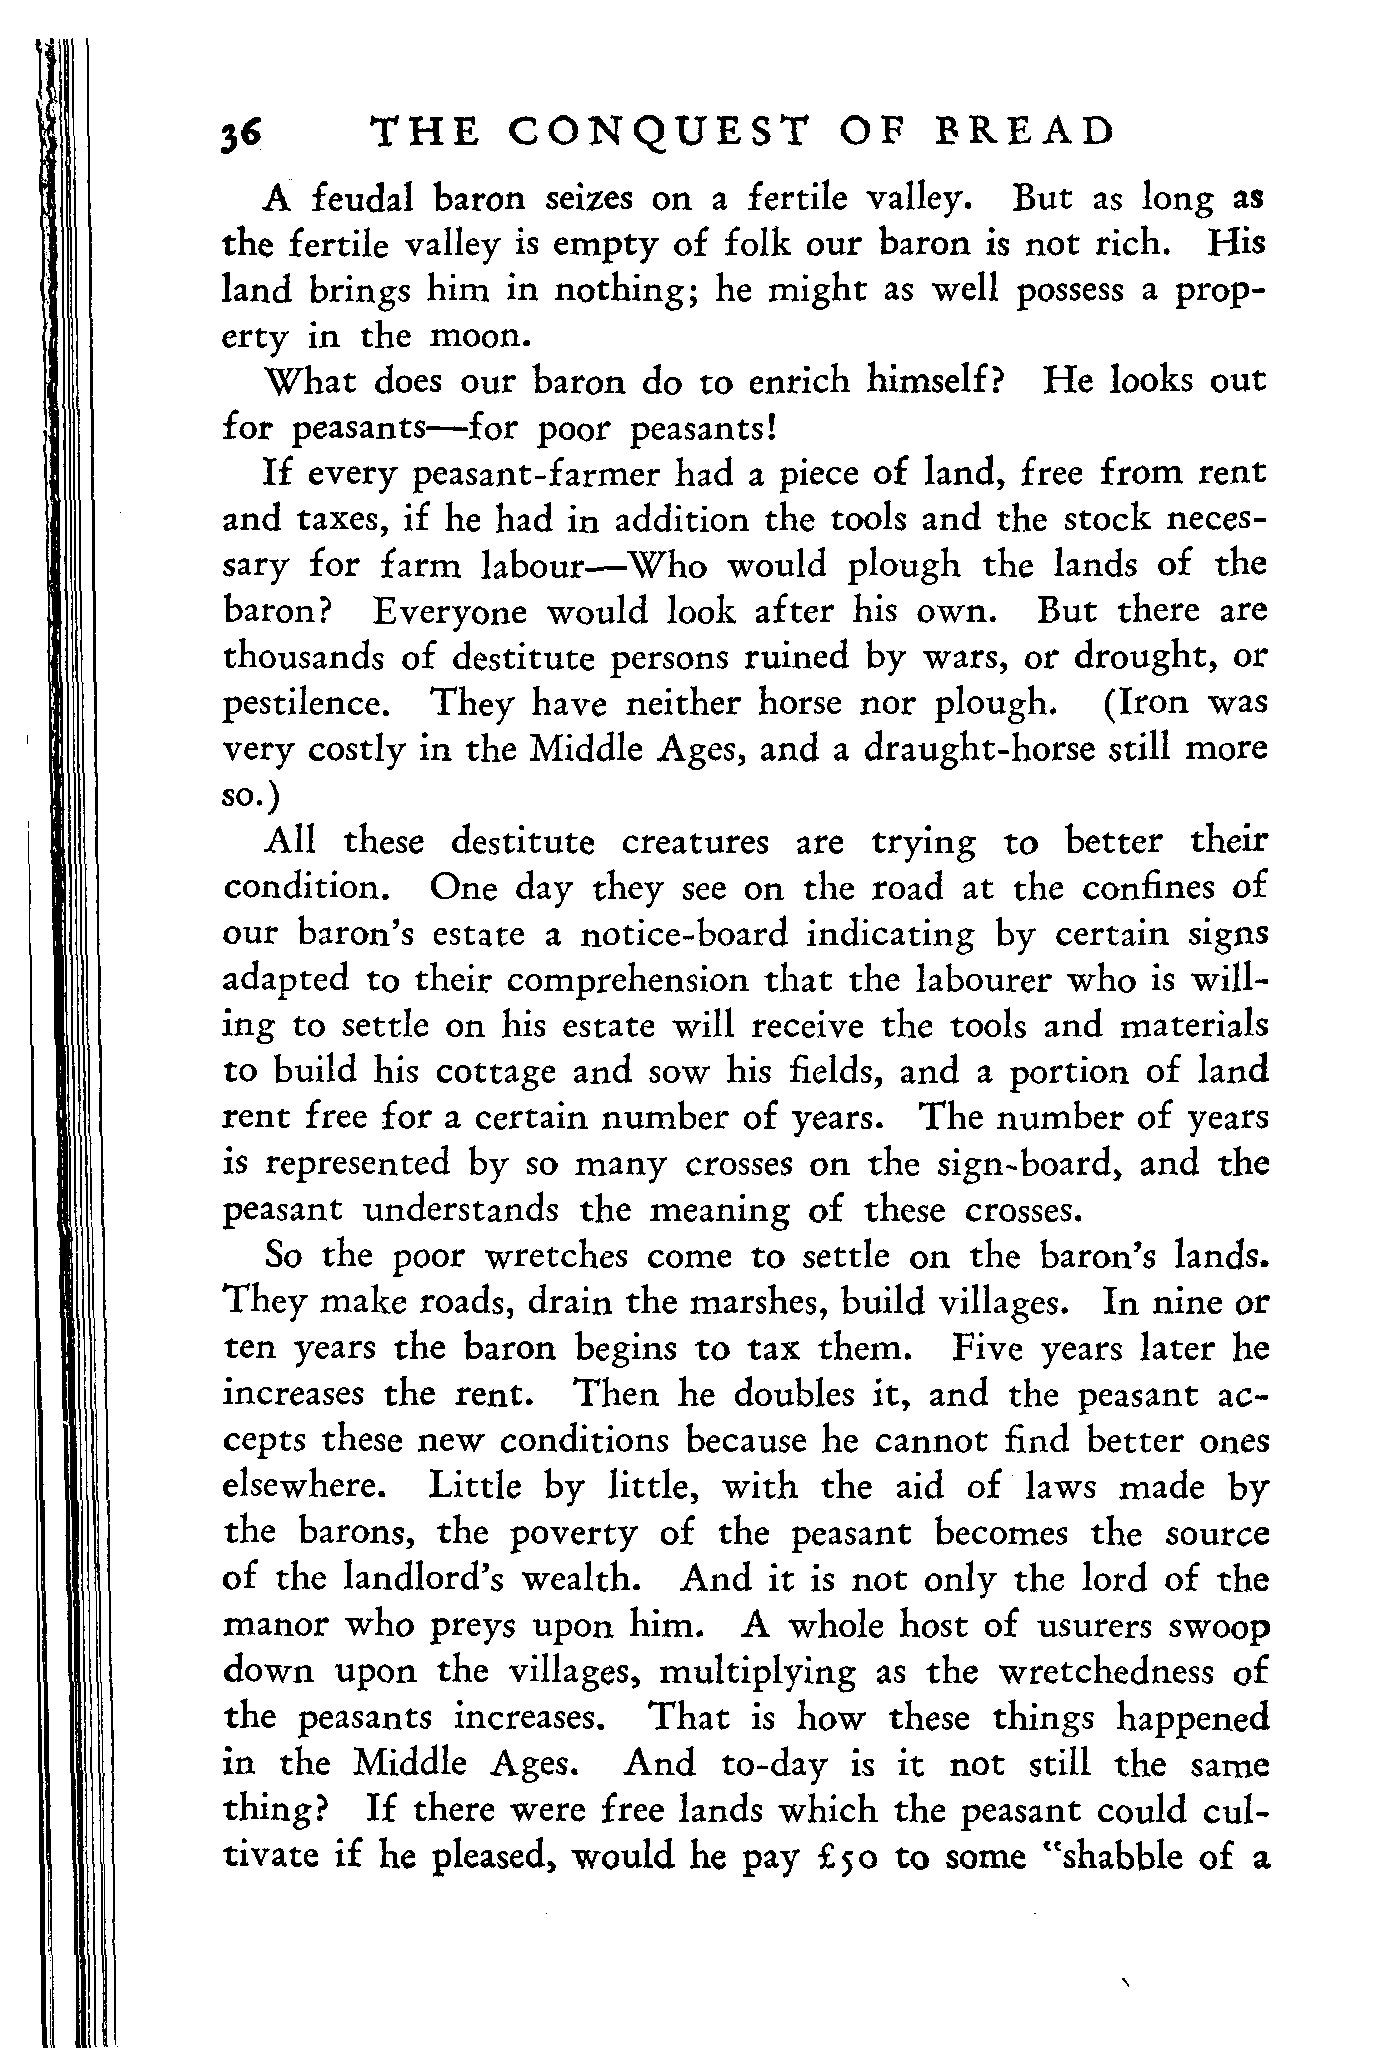 36 THE CONQUEST OF BREAD
A feudal baron seizes on a fertile valley. But as long as
the fertile valley is empty of folk our baron is not rich. His
land brings him in nothing; he might as well possess a prop-
erty in the moon.
What does our baron do to enrich himself? He looks out
for peasants—for poor peasants!
If every peasant-farmer had a piece of land, free from rent
and taxes, if he had in addition the tools and the stock neces-
sary for farm labour—Who would plough the lands of the
baron? Everyone would look after his own. But there are
thousands of destitute persons ruined by wars, or drought, or
pestilence. They have neither horse nor plough. (Iron was
very costly in the Middle Ages, and a draught-horse still more
so.)
All these destitute creatures are trying to better their
condition. One day they see on the road at the confines of
our baron's estate a notice-board indicating by certain signs
adapted to their comprehension that the labourer who is will-
ing to settle on his estate will receive the tools and materials
to build his cottage and sow his fields, and a portion of land
rent free for a certain number of years. The number of years
is represented by so many crosses on the sign-board, and the
peasant understands the meaning of these crosses.
So the poor wretches come to settle on the baron's lands.
They make roads, drain the marshes, build villages. In nine or
ten years the baron begins to tax them. Five years later he
increases the rent. Then he doubles it, and the peasant ac-
cepts these new conditions because he cannot find better ones
elsewhere. Little by little, with the aid of laws made by
the barons, the poverty of the peasant becomes the source
of the landlord's wealth. And it is not only the lord of the
manor who preys upon him. A whole host of usurers swoop
down upon the villages, multiplying as the wretchedness of
the peasants increases. That is how these things happened
in the Middle Ages. And to-day is it not still the same
thing? If there were free lands which the peasant could cul-
tivate if he pleased, would he pay £50 to some "shabble of a